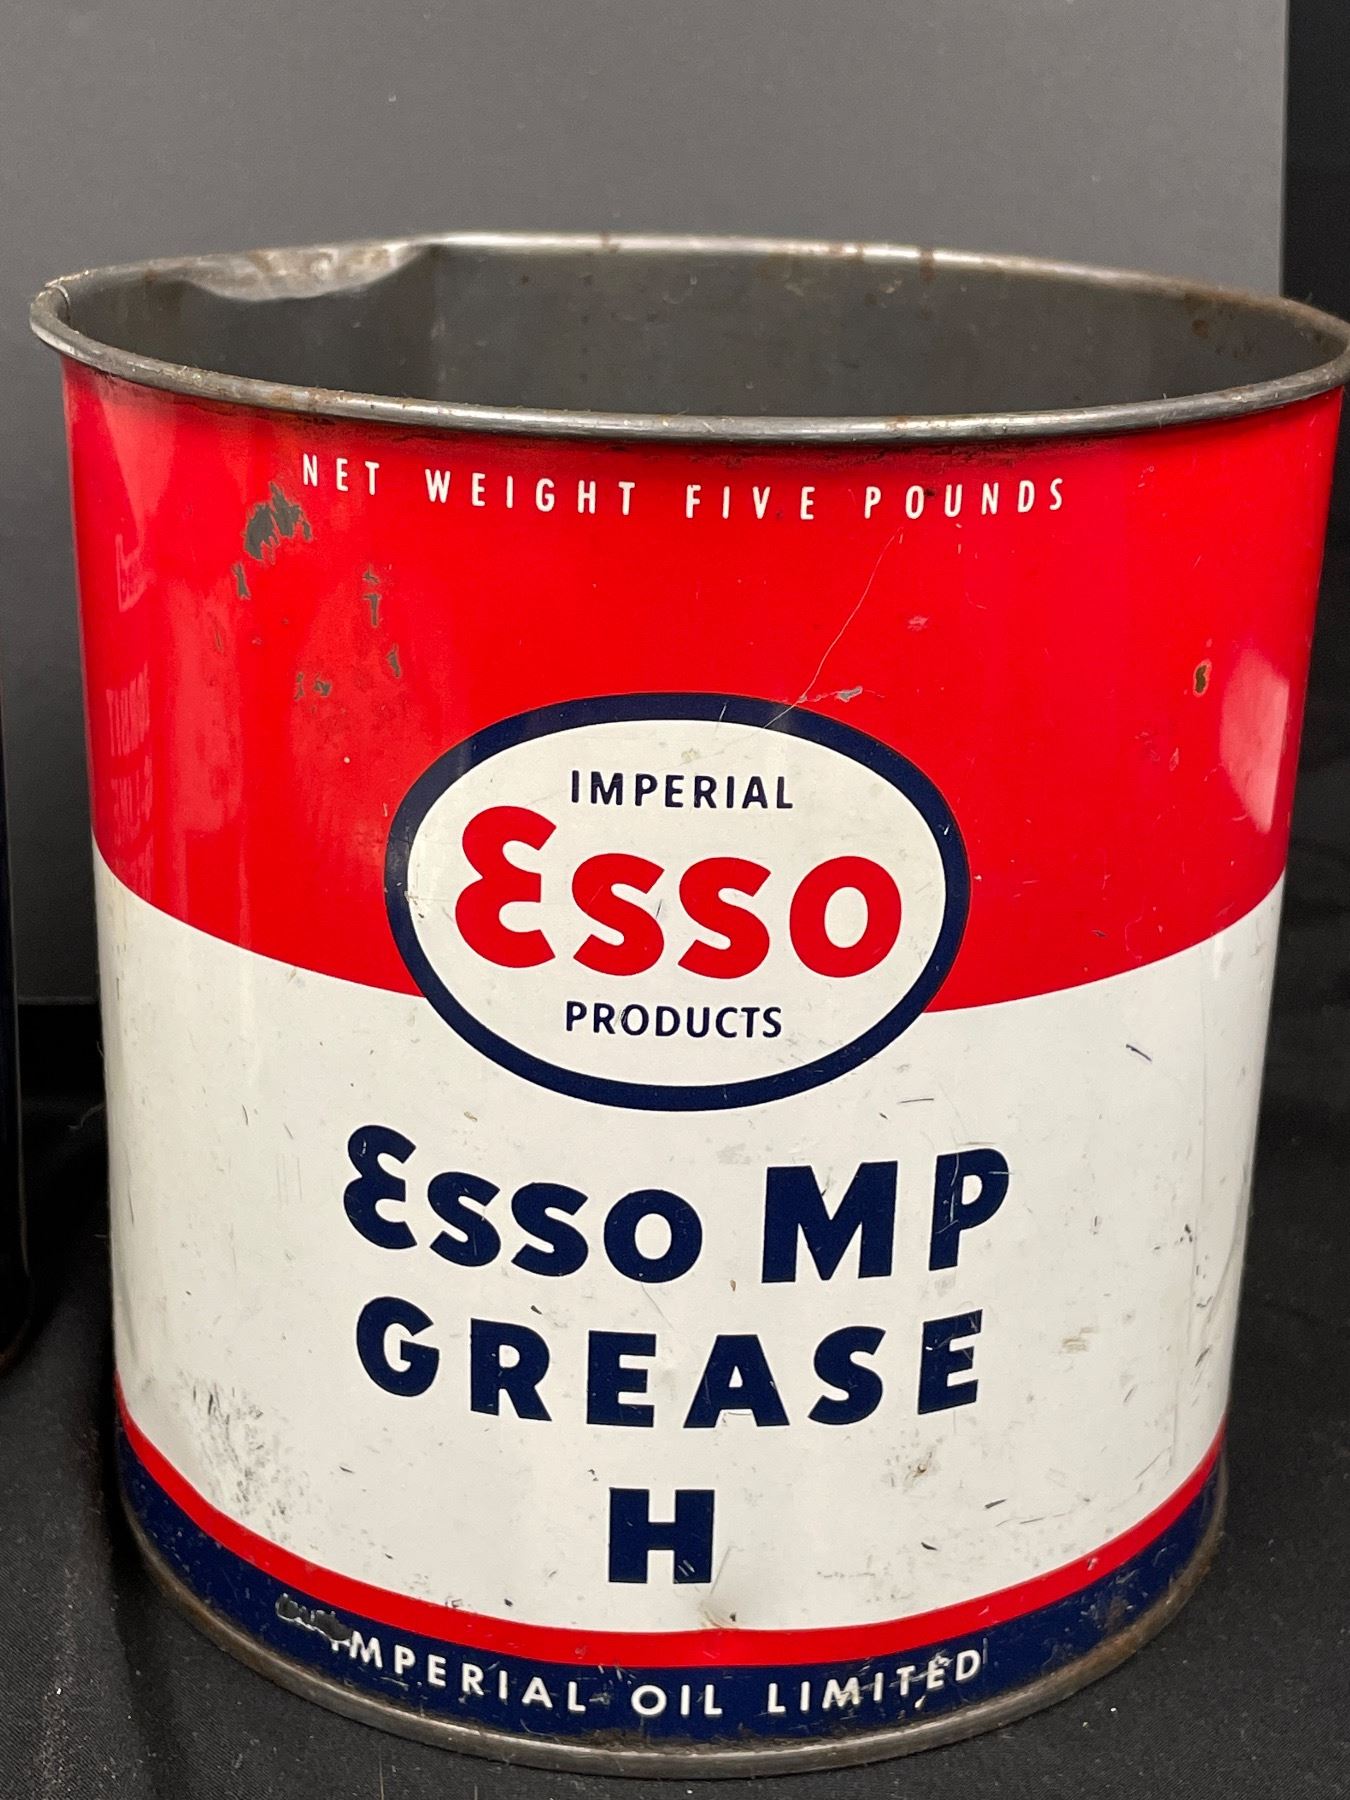 NET WEIGHT FIVE POUNDS
IMPERIAL
Esso
PRODUCTS
Esso MP
GREASE
H
IMPERIAL OIL LIMITED